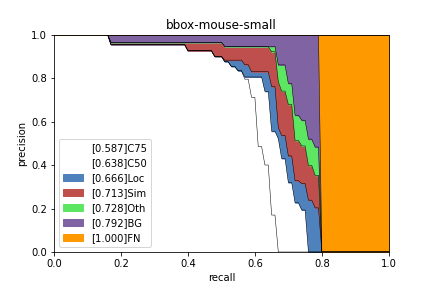 bbox-mouse-small
1.0
0.8
0.6
0.4
0.2
0.0
precision
[0.587]C75
[0.638]C50
[0.666]Loc
[0.713]Sim
[0.728]Oth
[0.792]BG
[1.000]FN
0.0 0.2 0.4 0.6 0.8 1.0
recall